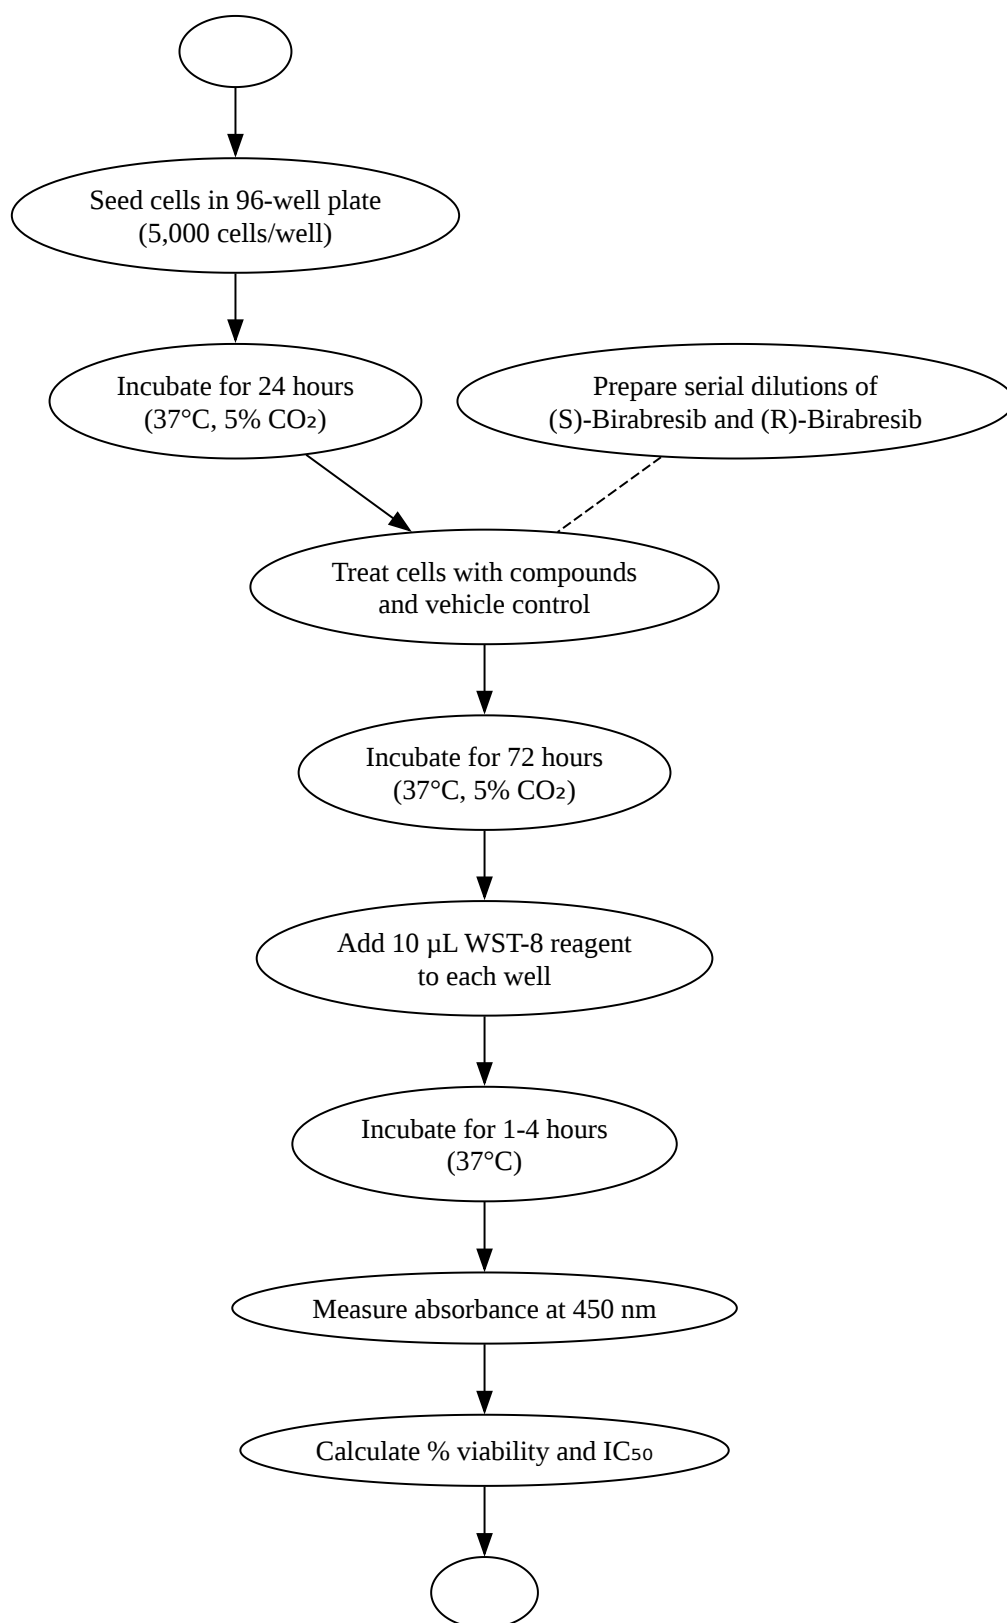 Seed cells in 96-well plate
(5,000 cells/well)
Incubate for 24 hours
(37°C, 5% CO₂)
Prepare serial dilutions of
(S)-Birabresib and (R)-Birabresib
Treat cells with compounds
and vehicle control
Incubate for 72 hours
(37°C, 5% CO₂)
Add 10 µL WST-8 reagent
to each well
Incubate for 1-4 hours
(37°C)
Measure absorbance at 450 nm
Calculate % viability and IC₅₀